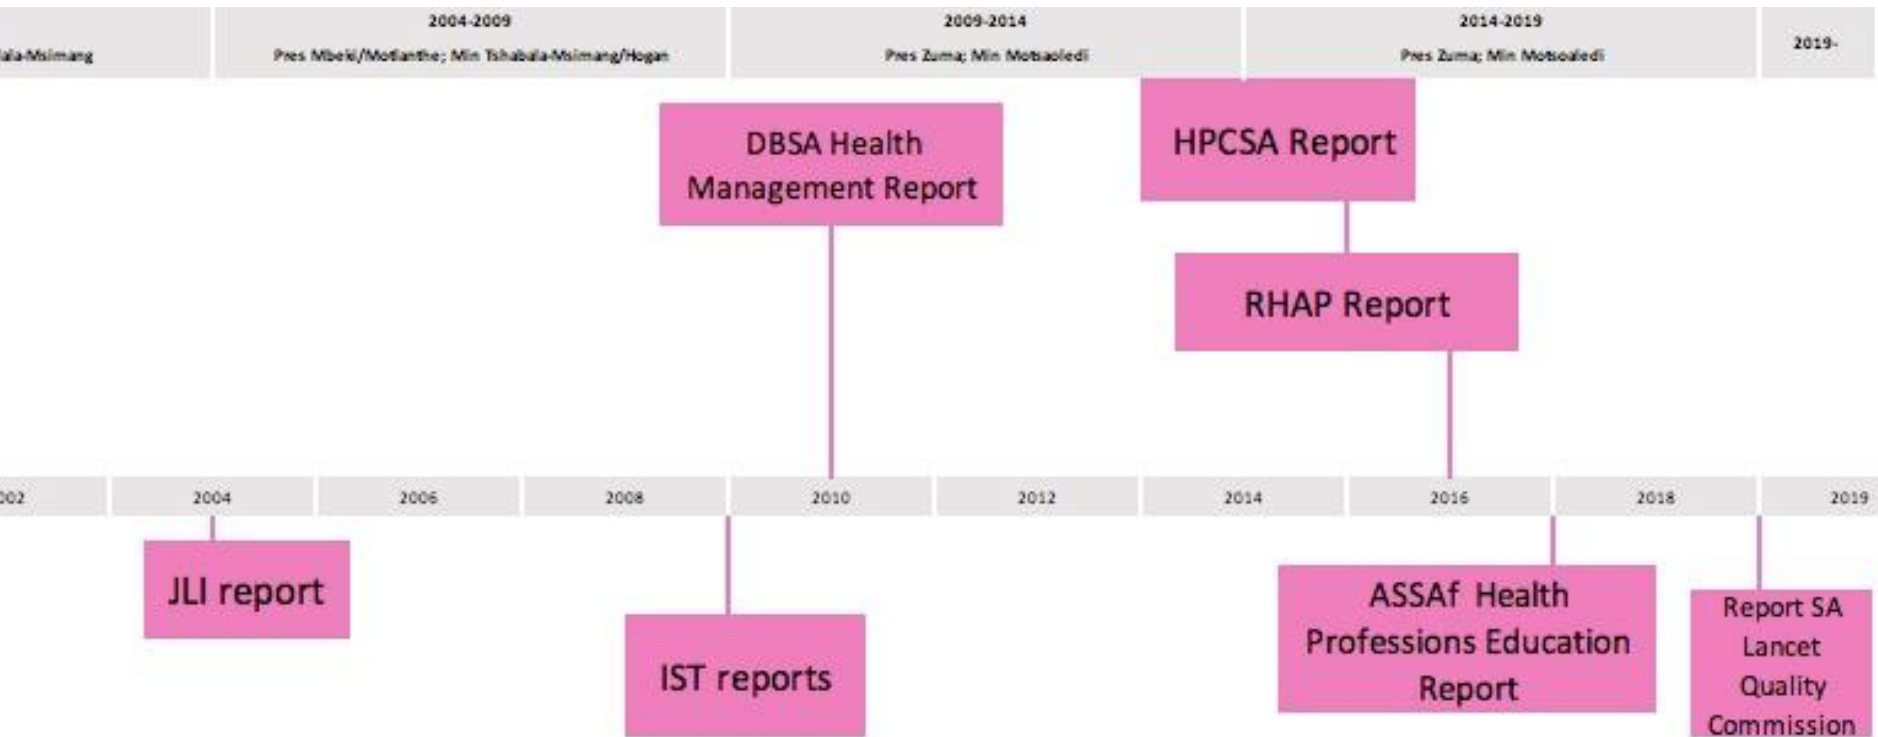 2004-2009
2009-2014
2014-2019
2019-
ala-Msimang
Pres Mbeki/Motlanthe; Min Tshabala-Msimang/Hogan
Pres Zuma; Min Motsaoledi
Pres Zuma; Min Motsoaledi
DBSA Health
Management Report
HPCSA Report
RHAP Report
002
2004
2006
2008
2010
2012
2014
2016
2018
2019
JLI report
IST reports
ASSAf Health
Professions Education
Report
Report SA
Lancet
Quality
Commission